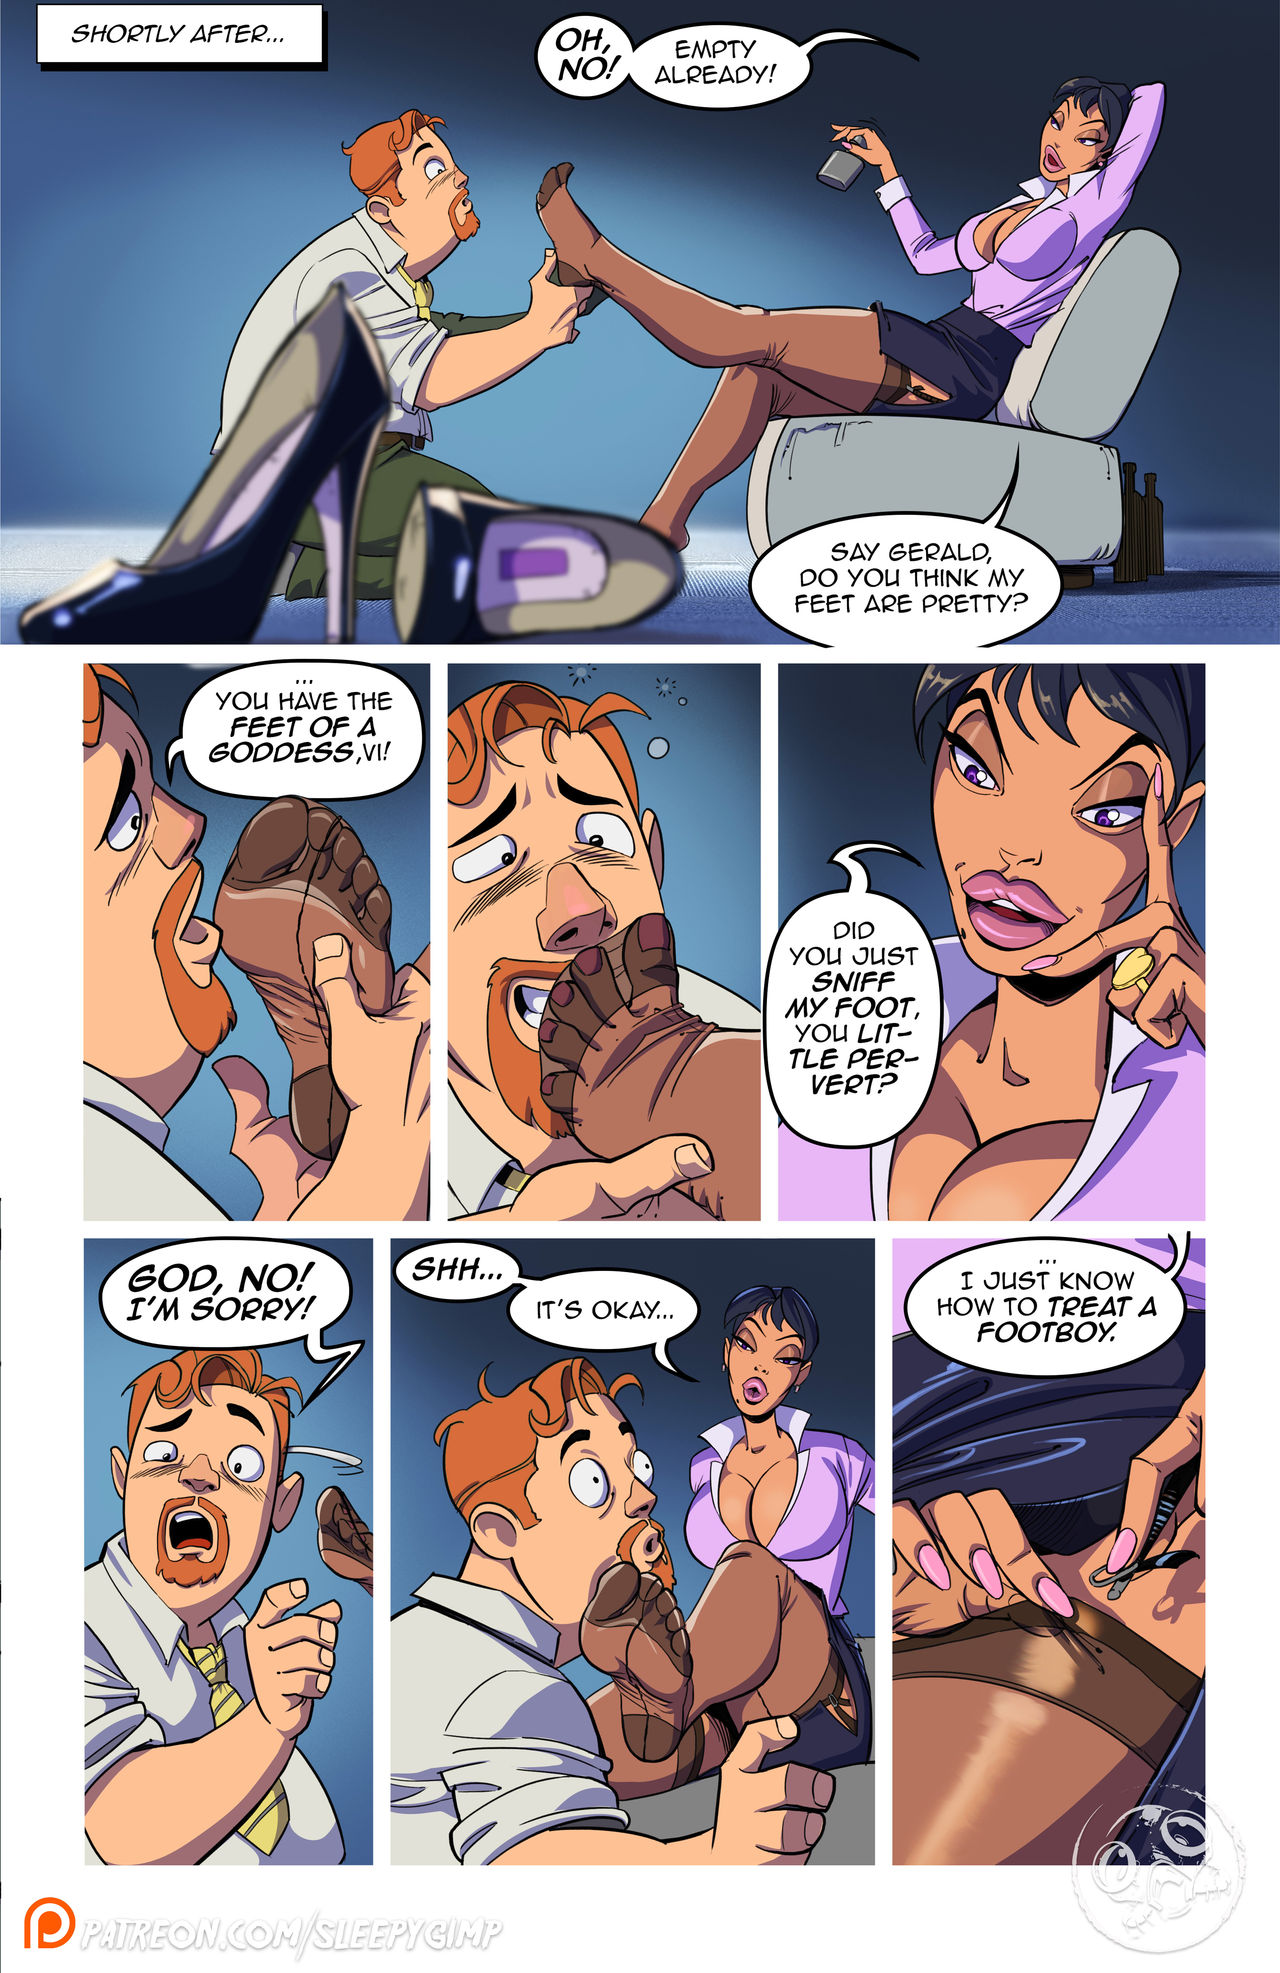 SHORTLY AFTER...
OH,
NO!
EMPTY
ALREADY!
SAY GERALD,
DO YOU THINK MY
FEET ARE PRETTY?
...
YOU HAVE THE
FEET OF A
GODDESS, VI!
DID
YOU JUST
SNIFF
MY FOOT,
YOU LIT-
TLE PER-
VERT?
GOD, NO!
I'M SORRY!
SHH...
IT'S OKAY...
...
I JUST KNOW
HOW TO TREAT A
FOOTBOY.
PATREON.COM/SLEEPYGIMP